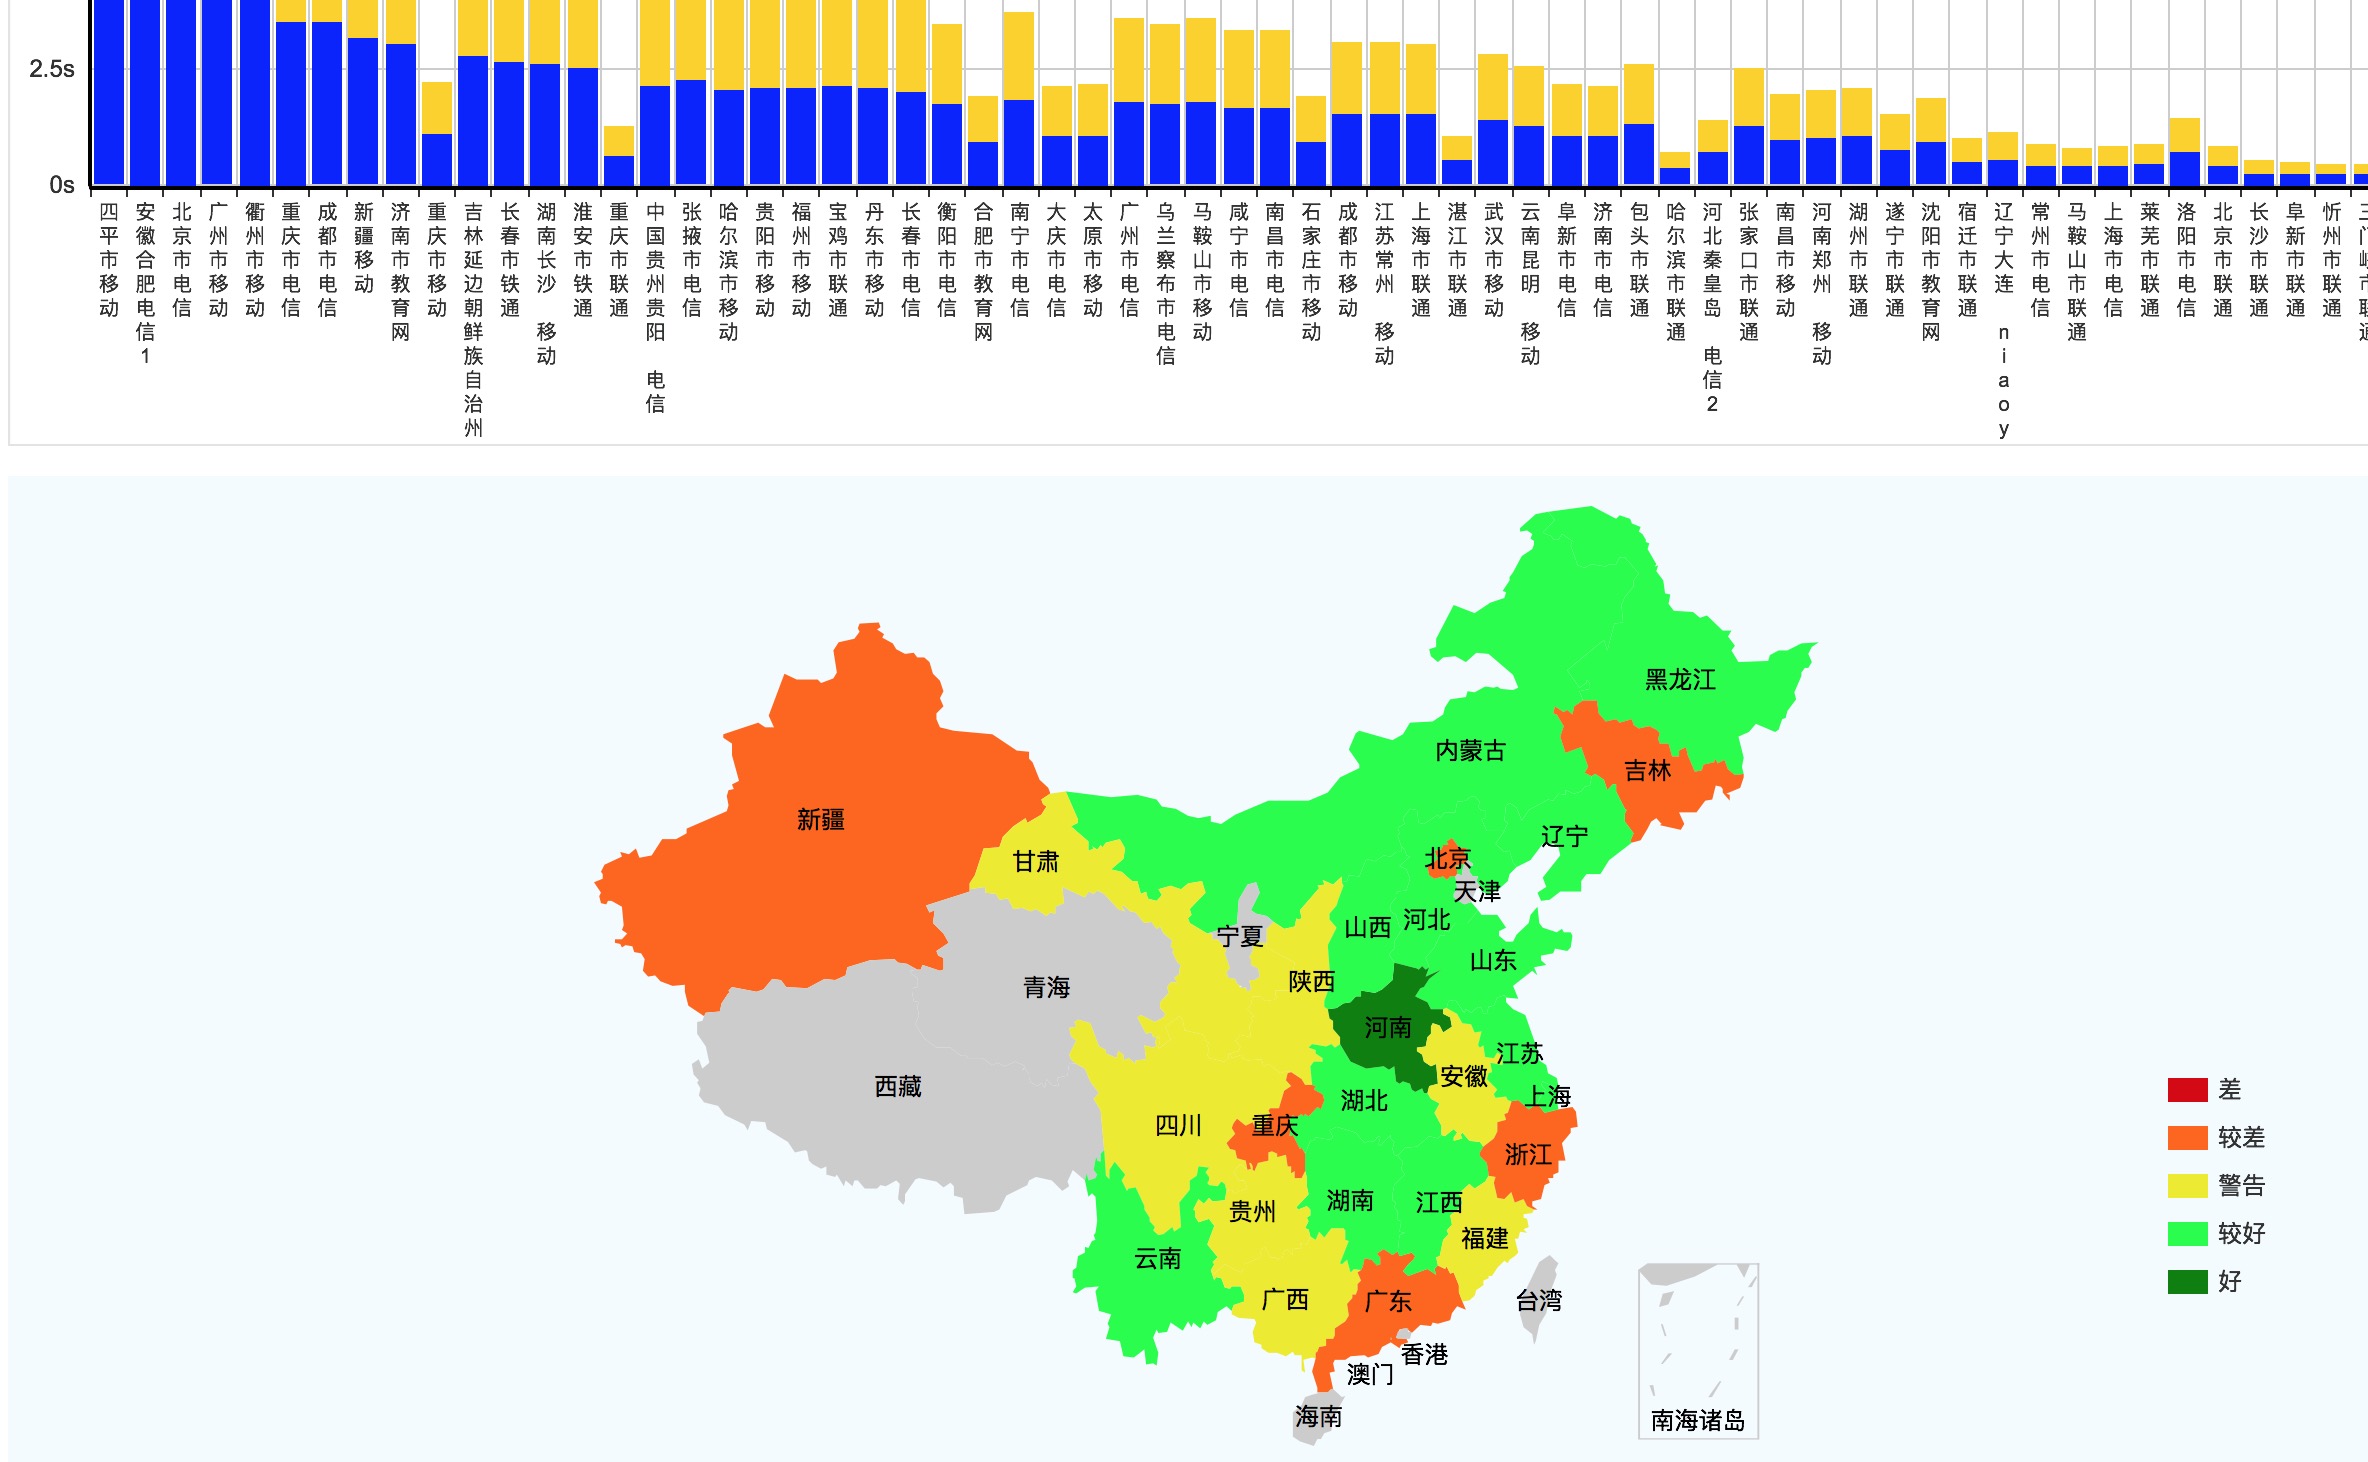 2.5s
0s
四平市移动
安徽合肥电信1
北京市电信
广州市移动
衢州市移动
重庆市电信
成都市电信
新疆移动
济南市教育网
重庆市移动
吉林延边朝鲜族自治州
长春市铁通
湖南长沙 移动
淮安市铁通
重庆市联通
中国贵州贵阳 电信
张掖市电信
哈尔滨市移动
贵阳市移动
福州市移动
宝鸡市联通
丹东市移动
长春市电信
衡阳市电信
合肥市教育网
南宁市电信
大庆市电信
太原市移动
广州市电信
乌兰察布市电信
马鞍山市移动
咸宁市电信
南昌市电信
石家庄市移动
成都市移动
江苏常州 移动
上海市联通
湛江市联通
武汉市移动
云南昆明 移动
阜新市电信
济南市电信
包头市联通
哈尔滨市联通
河北秦皇岛 电信2
张家口市联通
南昌市移动
河南郑州 移动
湖州市联通
遂宁市联通
沈阳市教育网
宿迁市联通
辽宁大连 niaoy
常州市电信
马鞍山市联通
上海市电信
莱芜市联通
洛阳市电信
北京市联通
长沙市联通
阜新市联通
忻州市联通
黑龙江
内蒙古
吉林
新疆
辽宁
北京
甘肃
天津
河北
山西
宁夏
山东
陕西
青海
河南
江苏
安徽
西藏
上海
湖北
四川
重庆
浙江
湖南
江西
贵州
福建
云南
广西
广东
台湾
香港
澳门
海南
南海诸岛
差
较差
警告
较好
好